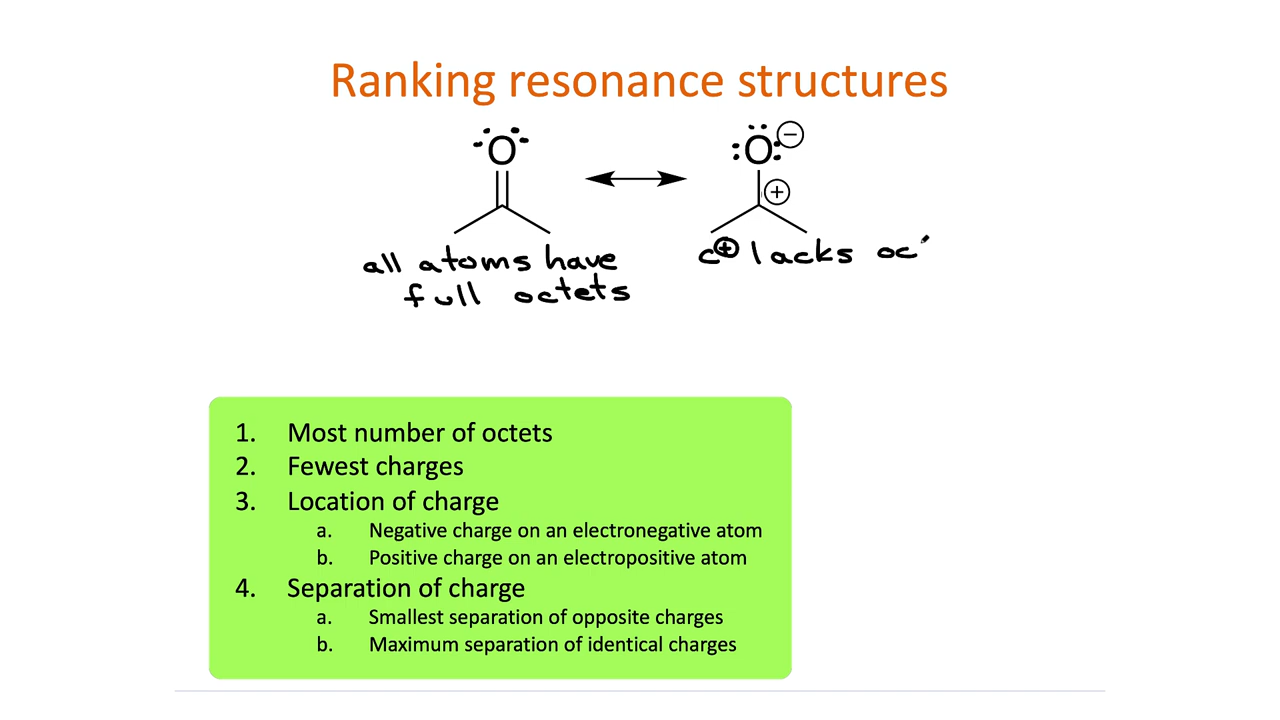 Ranking resonance structures
O O −
+
all atoms have
full octets
c+ lacks oc
1. Most number of octets
2. Fewest charges
3. Location of charge
a. Negative charge on an electronegative atom
b. Positive charge on an electropositive atom
4. Separation of charge
a. Smallest separation of opposite charges
b. Maximum separation of identical charges